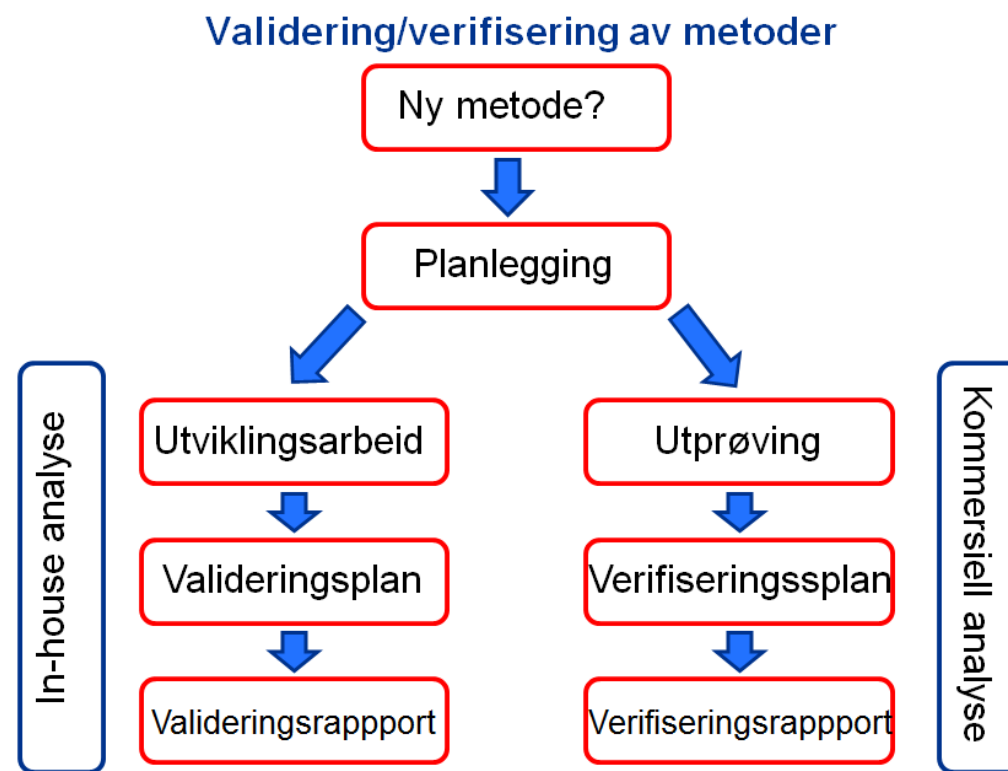 Validering/verifisering av metoder
Ny metode?
Planlegging
In-house analyse
Utviklingsarbeid
Valideringsplan
Valideringsrappport
Utprøving
Verifiseringssplan
Verifiseringsrappport
Kommersiell analyse